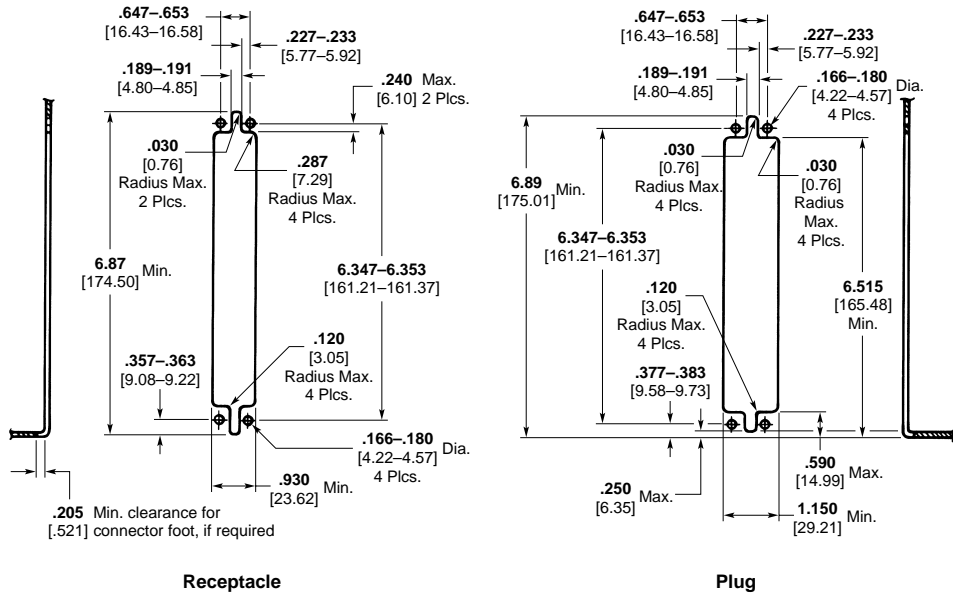 .647–.653
[16.43–16.58]
.227–.233
[5.77–5.92]
.189–.191
[4.80–4.85]
.240 Max.
[6.10] 2 Plcs.
.030
[0.76]
Radius Max.
2 Plcs.
.287
[7.29]
Radius Max.
4 Plcs.
6.87 Min.
[174.50]
6.347–6.353
[161.21–161.37]
.120
[3.05]
Radius Max.
4 Plcs.
.357–.363
[9.08–9.22]
.166–.180 Dia.
[4.22–4.57]
4 Plcs.
.930 Min.
[23.62]
.205 Min. clearance for
[.521] connector foot, if required
Receptacle
.647–.653
[16.43–16.58]
.227–.233
[5.77–5.92]
.189–.191
[4.80–4.85]
.166–.180 Dia.
[4.22–4.57]
4 Plcs.
.030
[0.76]
Radius Max.
4 Plcs.
.030
[0.76]
Radius
Max.
4 Plcs.
6.89 Min.
[175.01]
6.347–6.353
[161.21–161.37]
6.515
[165.48]
Min.
.120
[3.05]
Radius Max.
4 Plcs.
.377–.383
[9.58–9.73]
.590 Max.
[14.99]
.250 Max.
[6.35]
1.150 Min.
[29.21]
Plug